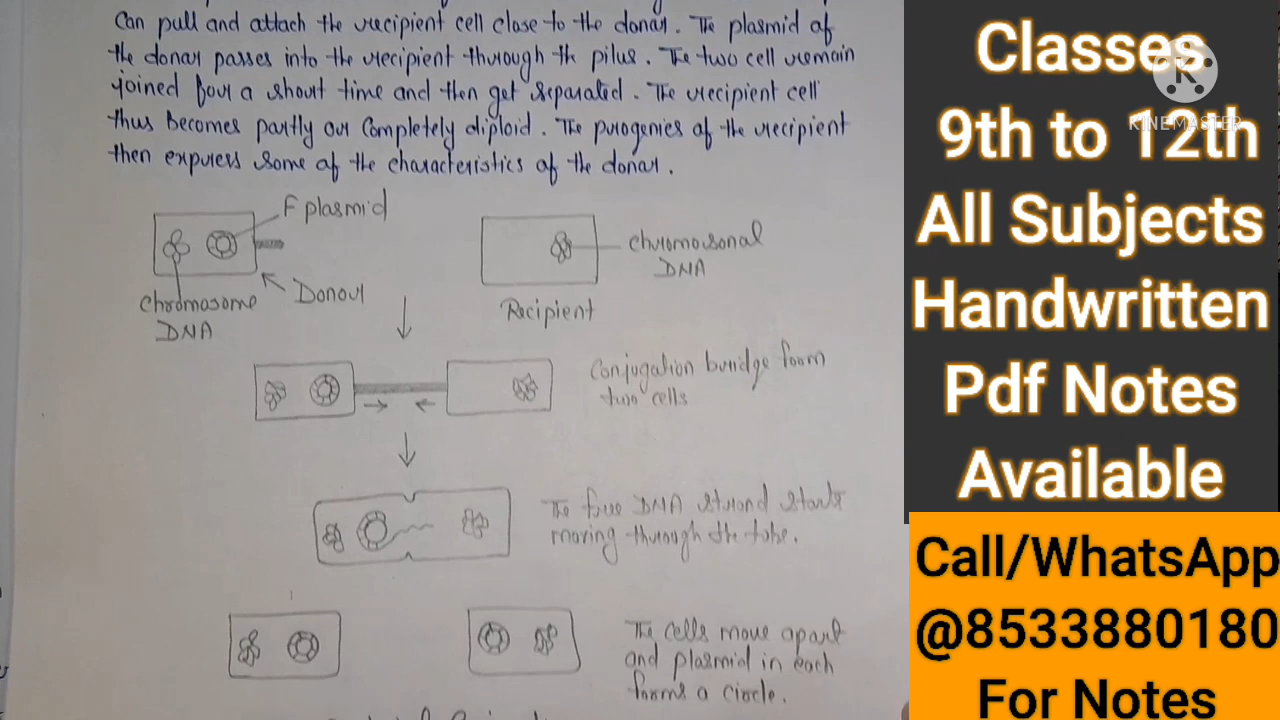 Can pull and attach the recipient cell close to the donar. The plasmid of
the donar passes into the recipient through th pilus. The two cell remain
joined for a short time and then get separated. The recipient cell
thus becomes partly or completely diploid. The progenies of the recipient
then express some of the characteristics of the donar.
F plasmid
Chromosome
DNA
Donor
Chromosonal
DNA
Recipient
Conjugation bridge form
two cells
The free DNA strand starts
moving through the tube.
The cells move apart
and plasmid in each
forms a circle.
Classes
9th to 12th
All Subjects
Handwritten
Pdf Notes
Available
KINEMASTER
K
Call/WhatsApp
@8533880180
For Notes